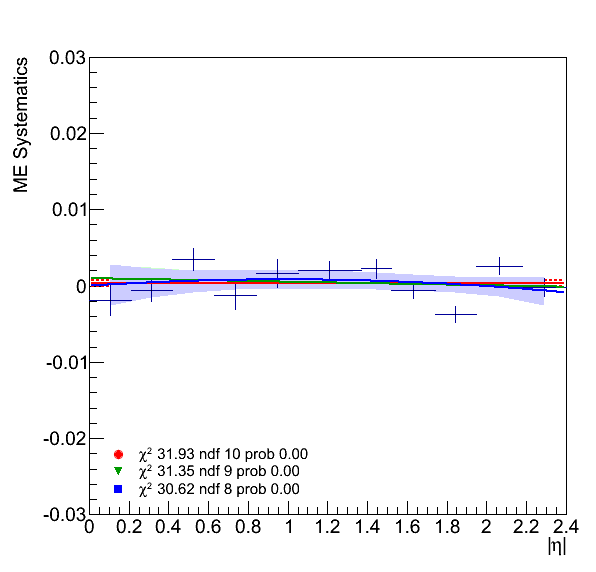 ME Systematics
0.03
0.02
0.01
0
-0.01
-0.02
-0.03
χ² 31.93 ndf 10 prob 0.00
χ² 31.35 ndf 9 prob 0.00
χ² 30.62 ndf 8 prob 0.00
0 0.2 0.4 0.6 0.8 1 1.2 1.4 1.6 1.8 2 2.2 2.4
|η|